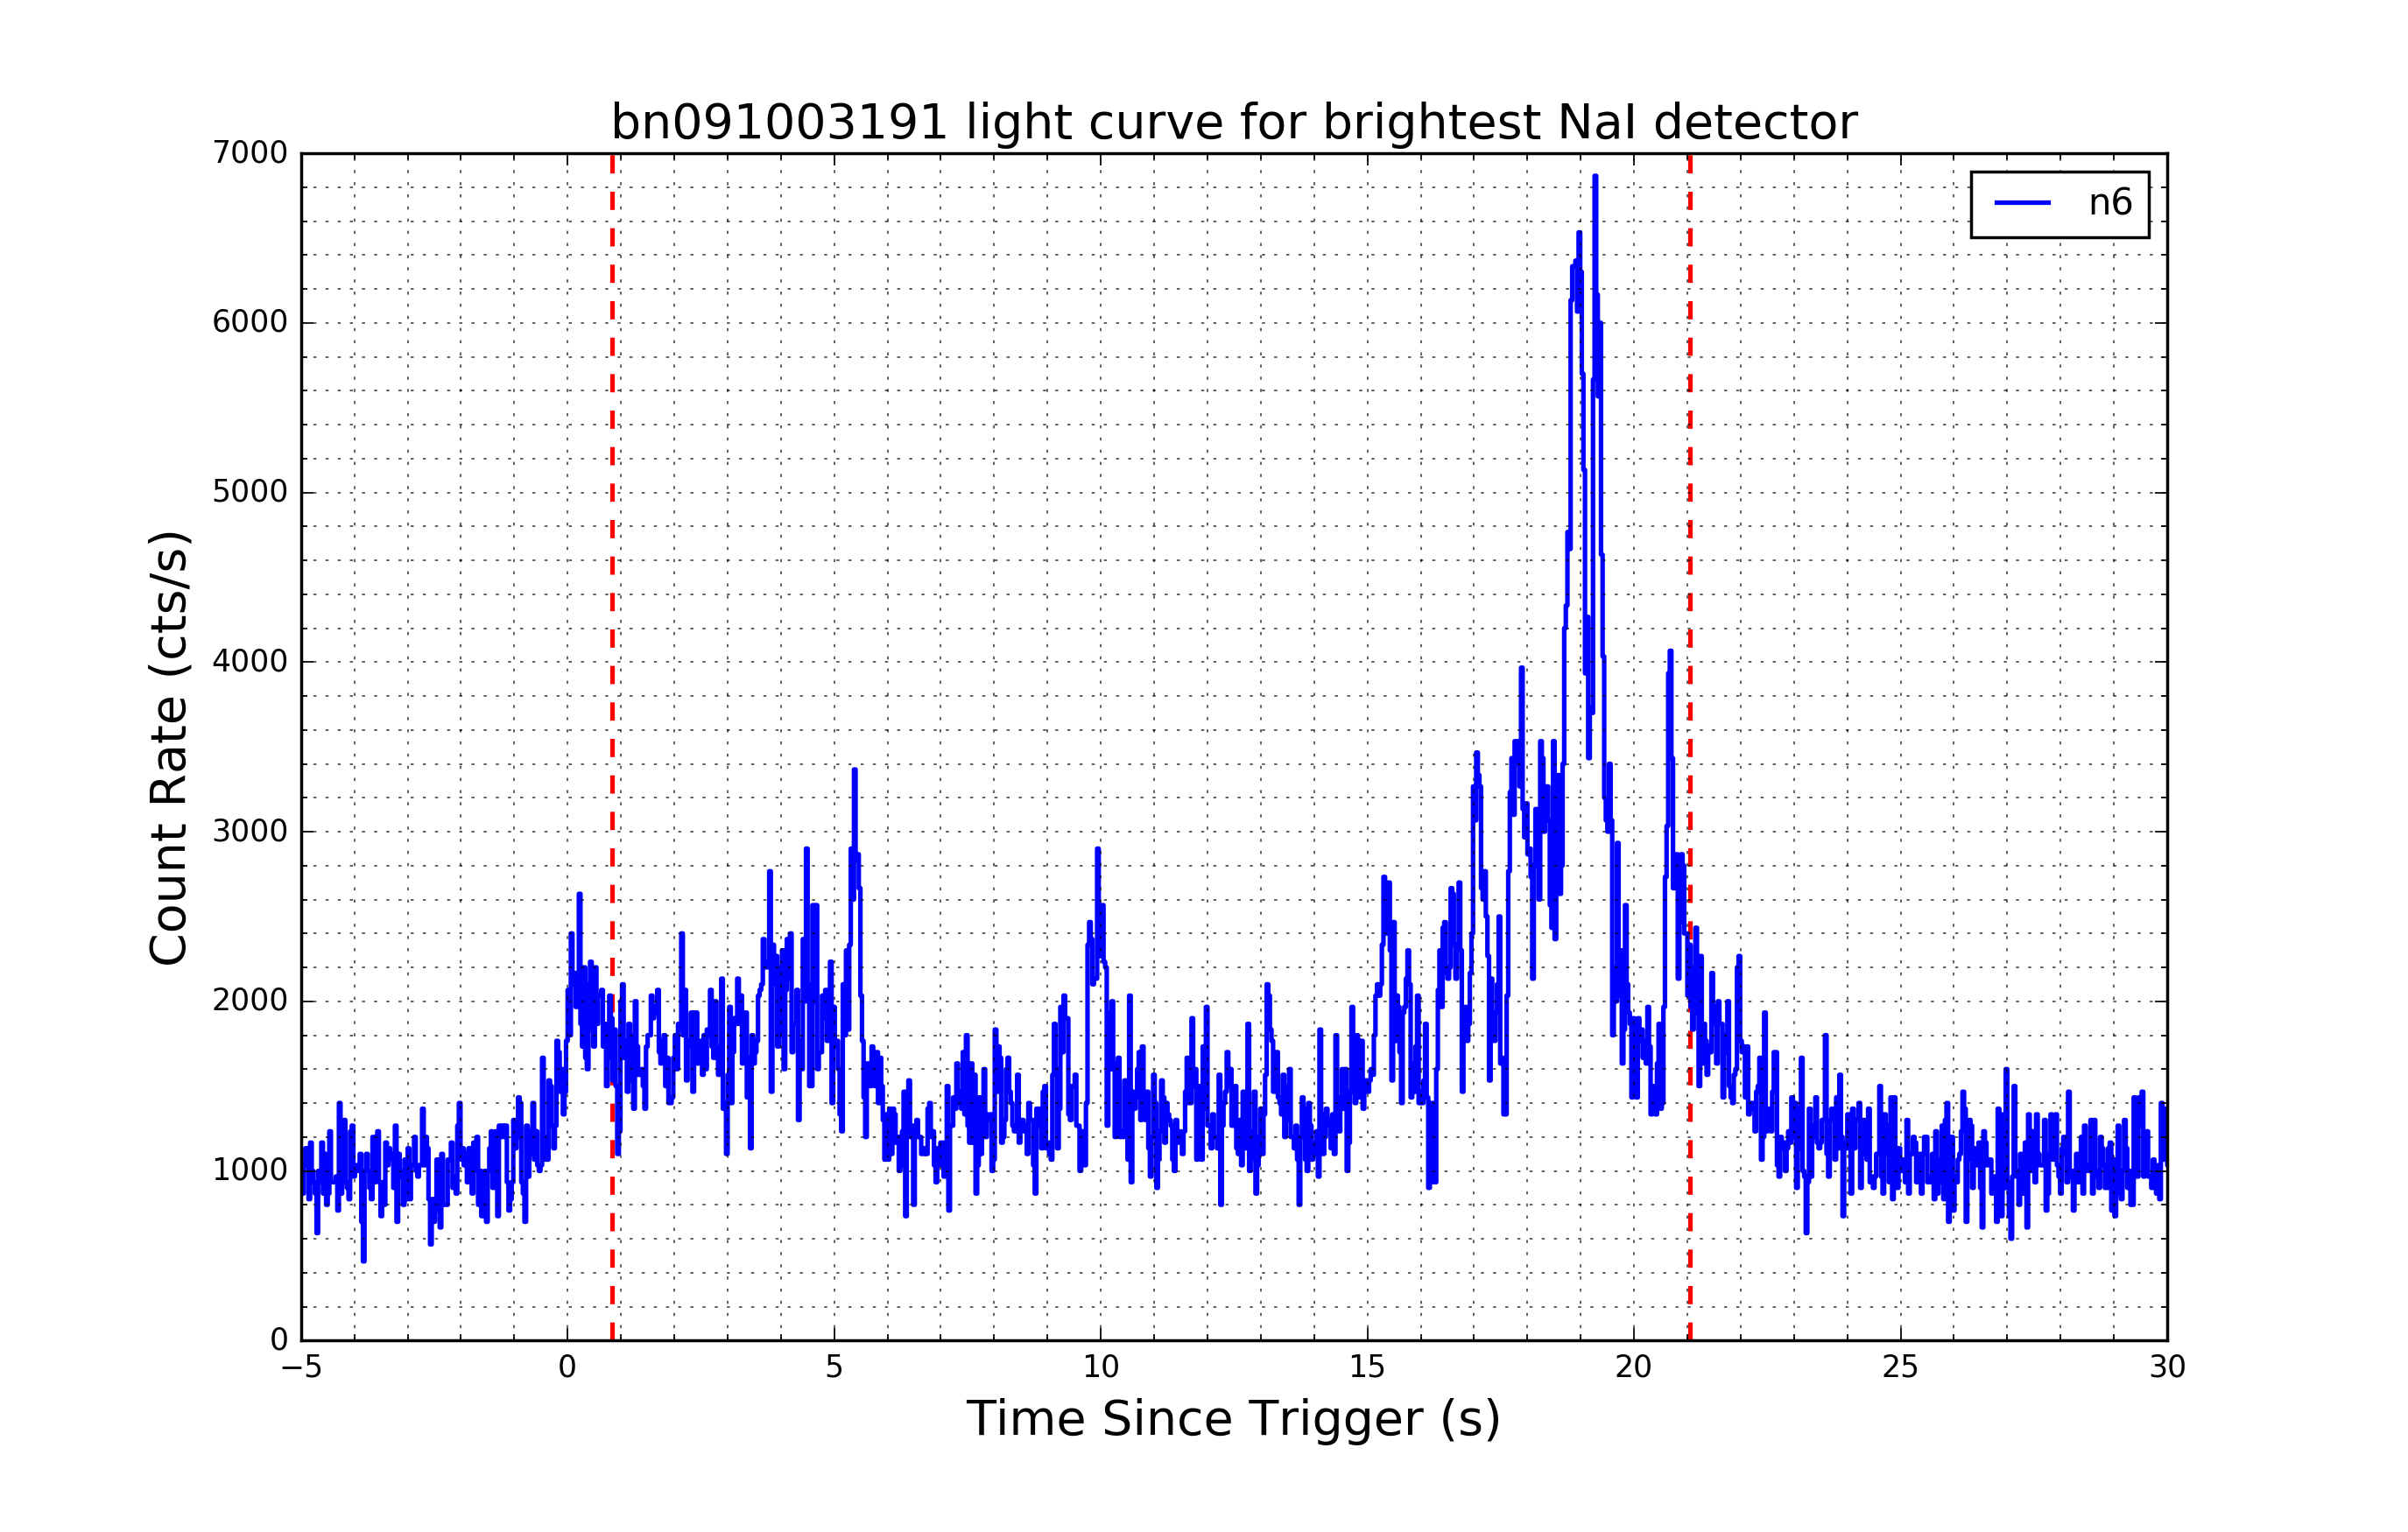 bn091003191 light curve for brightest NaI detector
7000
6000
5000
4000
3000
2000
1000
0
Count Rate (cts/s)
n6
−5 0 5 10 15 20 25 30
Time Since Trigger (s)